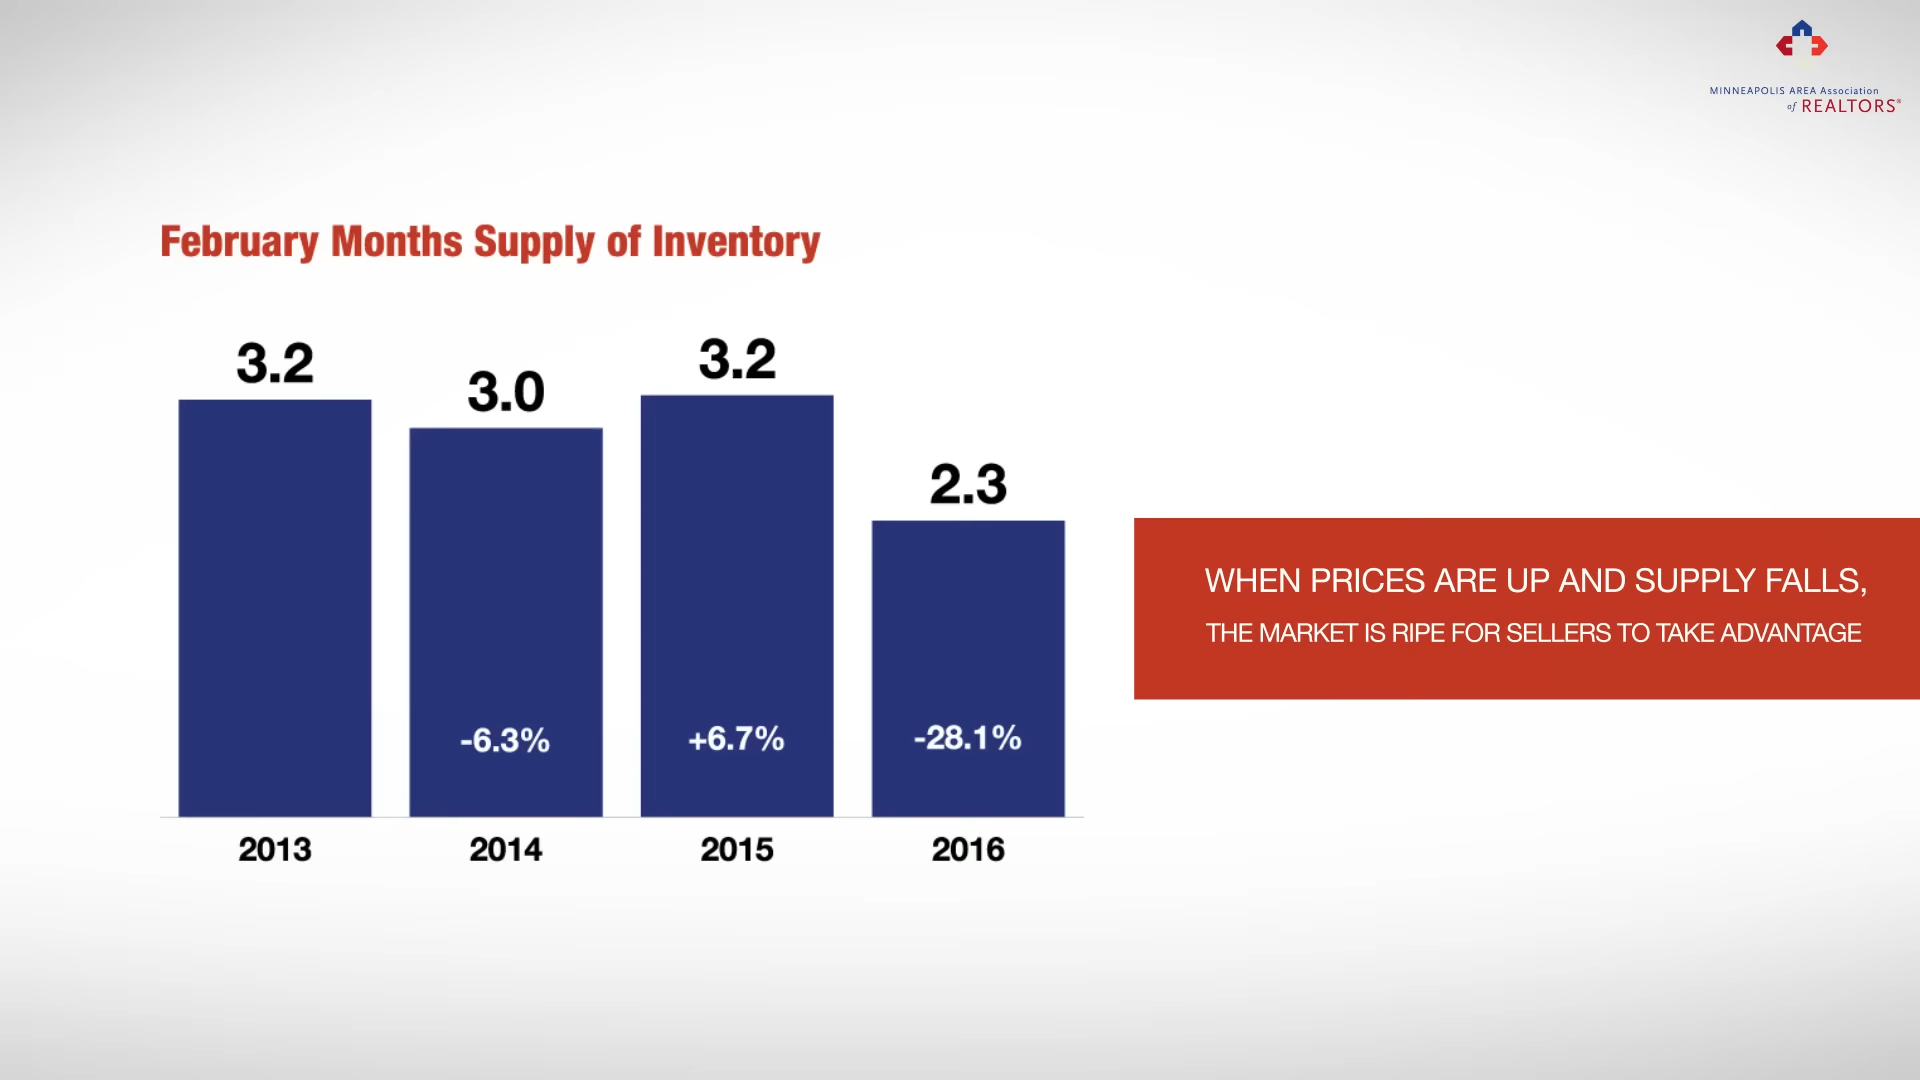 MINNEAPOLIS AREA Association
of REALTORS®
February Months Supply of Inventory
3.2
3.0
3.2
2.3
-6.3%
+6.7%
-28.1%
2013
2014
2015
2016
WHEN PRICES ARE UP AND SUPPLY FALLS,
THE MARKET IS RIPE FOR SELLERS TO TAKE ADVANTAGE